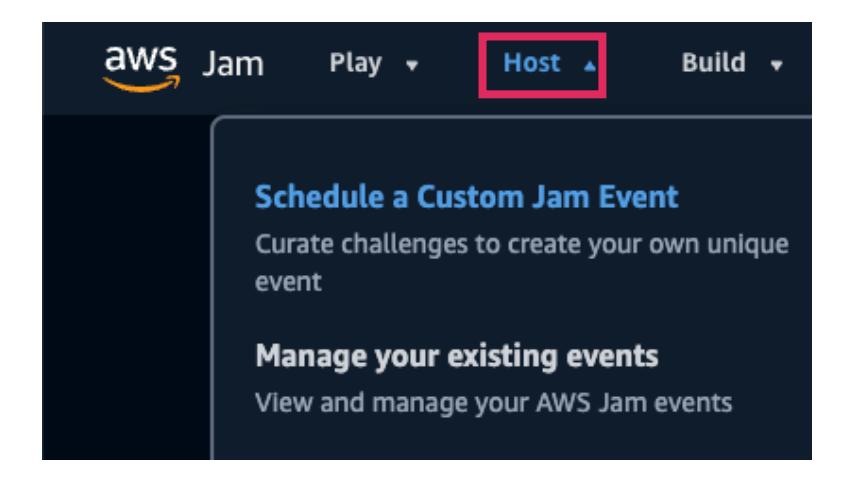 aws Jam Play Host Build
Schedule a Custom Jam Event
Curate challenges to create your own unique
event
Manage your existing events
View and manage your AWS Jam events